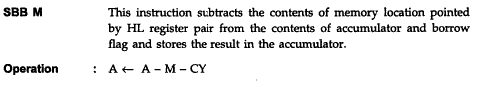 SBB M This instruction subtracts the contents of memory location pointed
by HL register pair from the contents of accumulator and borrow
flag and stores the result in the accumulator.
Operation : A ← A – M – CY